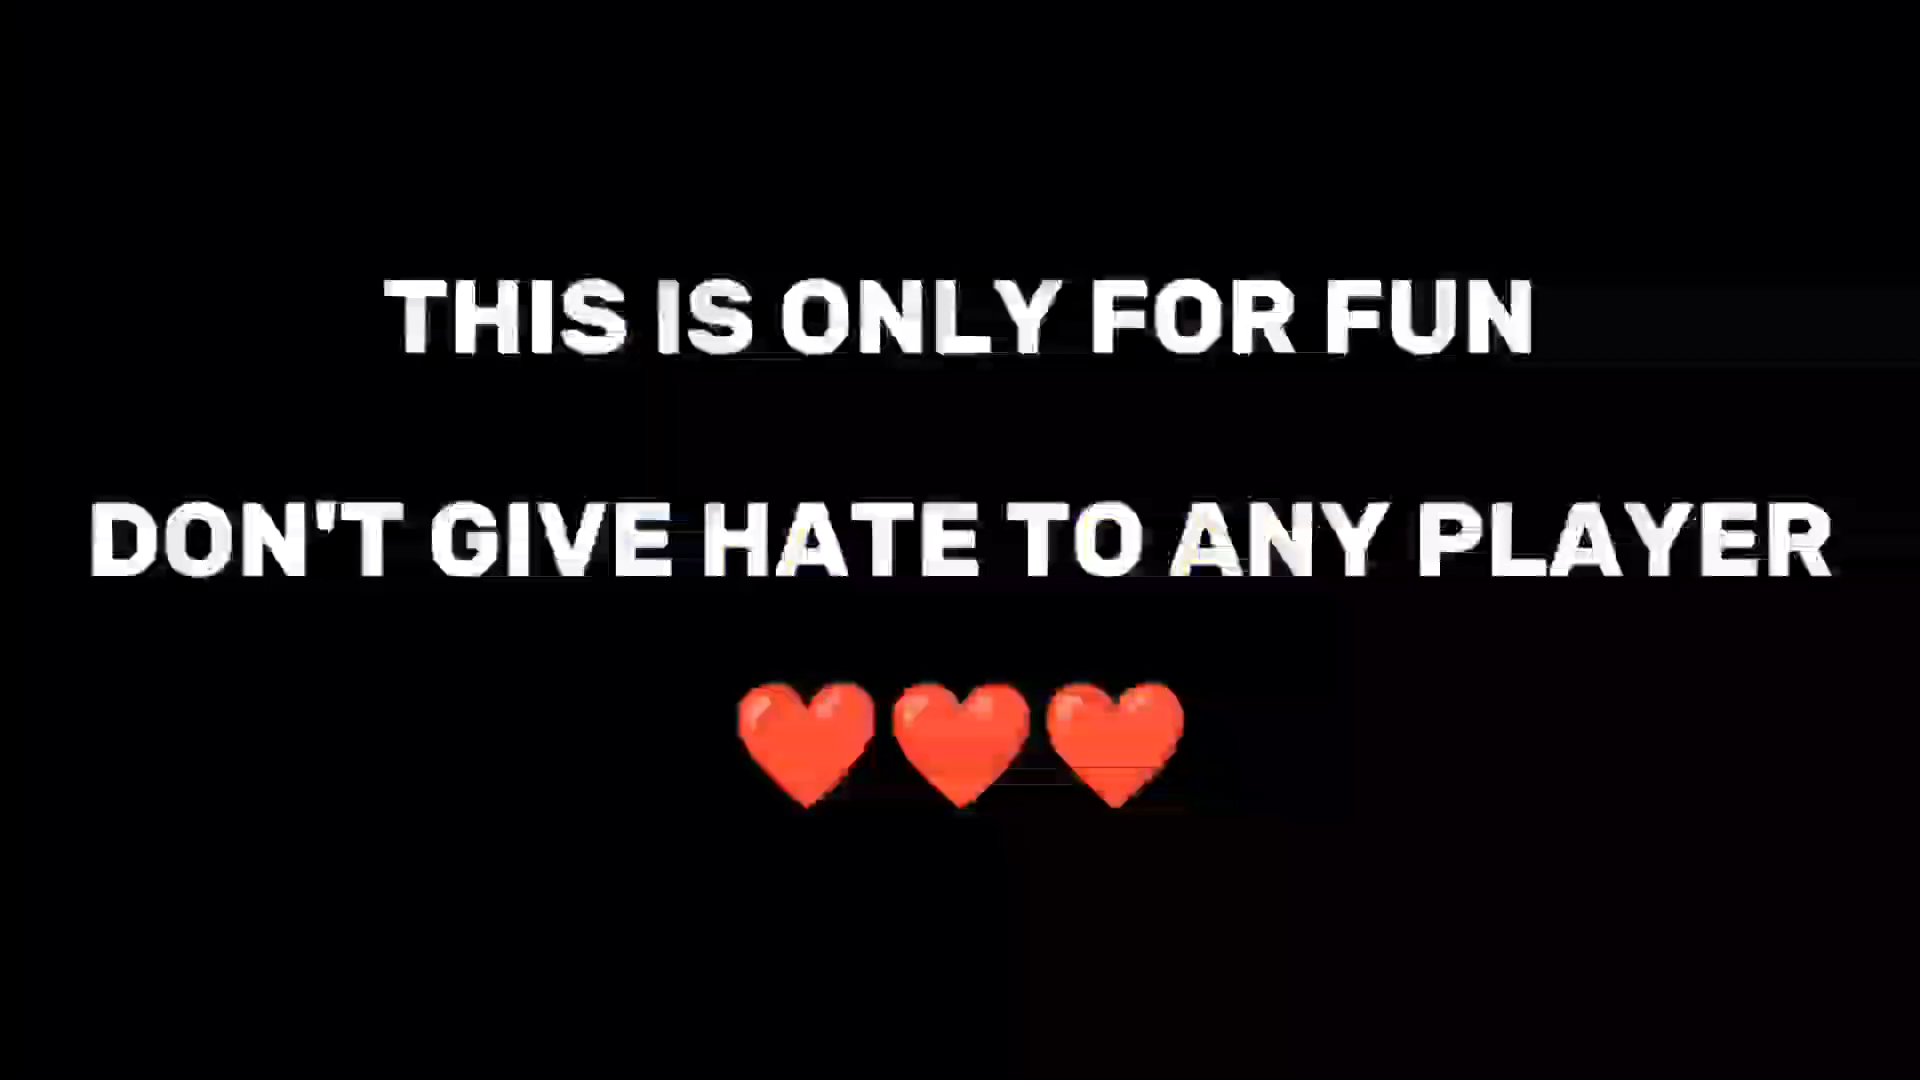 THIS IS ONLY FOR FUN
DON'T GIVE HATE TO ANY PLAYER
❤️❤️❤️